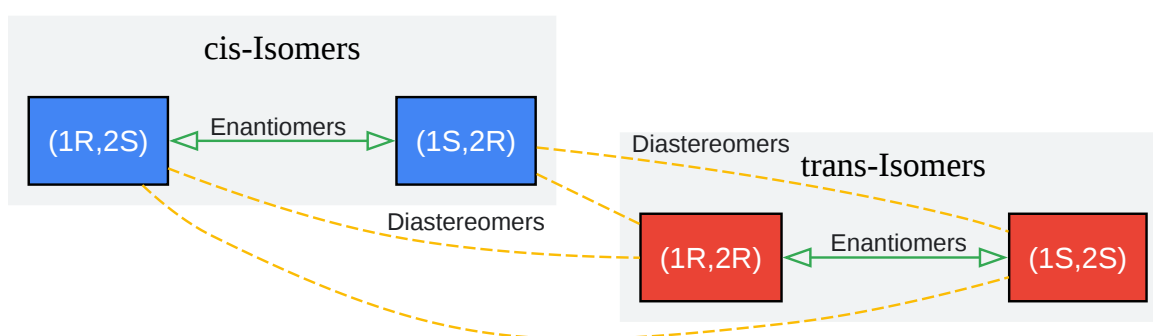 cis-Isomers
(1R,2S)
Enantiomers
(1S,2R)
Diastereomers
trans-Isomers
Diastereomers
(1R,2R)
Enantiomers
(1S,2S)